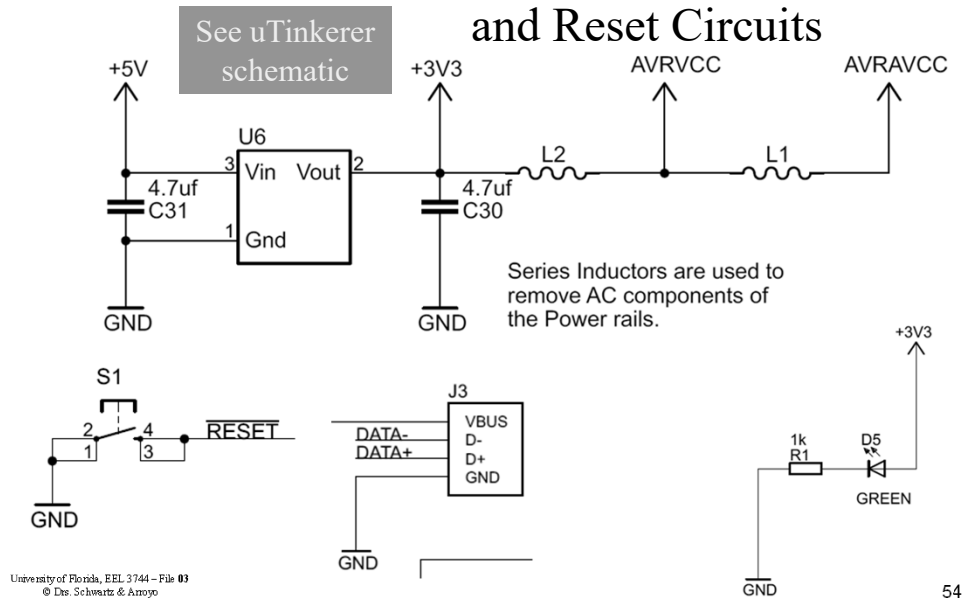 and Reset Circuits
See uTinkerer
schematic
+5V
+3V3
AVRVCC
AVRAVCC
U6
L2
L1
3
Vin
Vout
2
4.7uf
C31
4.7uf
C30
1
Gnd
Series Inductors are used to
remove AC components of
the Power rails.
GND
GND
+3V3
S1
J3
2
4
1
3
RESET
VBUS
DATA-
D-
DATA+
D+
GND
1k
R1
D5
GREEN
GND
GND
GND
University of Florida, EEL 3744 – File 03
© Drs. Schwartz & Arroyo
54